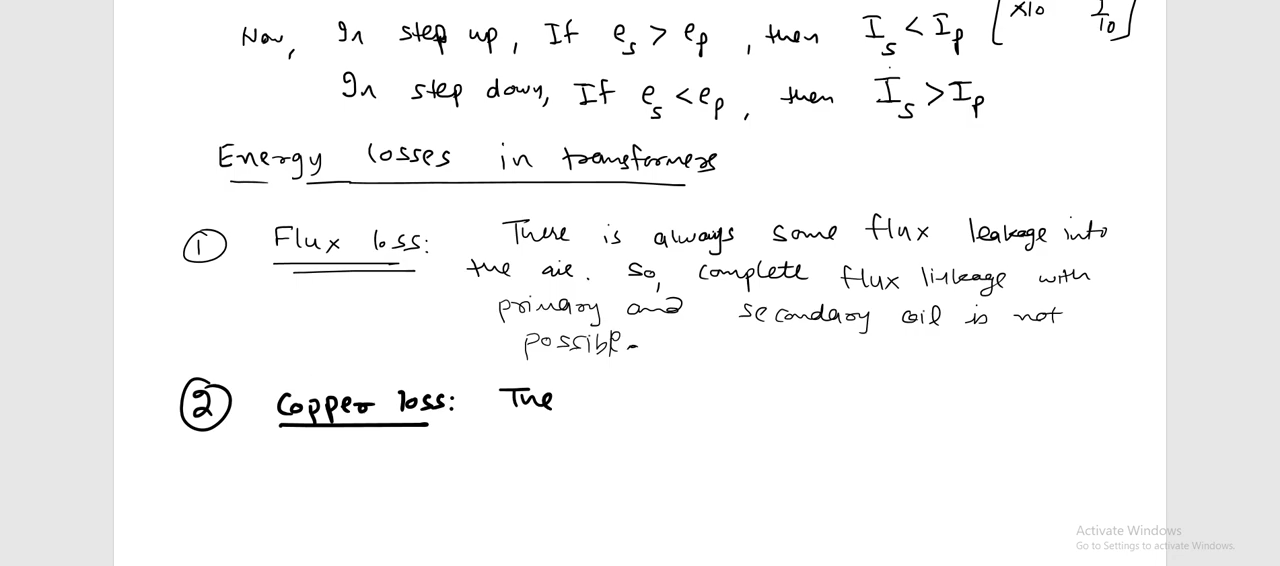 Now, In step up, If es > ep, then Is < Ip [ x10 1/10 ]
In step down, If es < ep, then Is > Ip
Energy losses in transformers
① Flux loss: There is always some flux leakage into
the air. So, complete flux linkage with
primary and secondary coil is not
possible.
② Copper loss: The
Activate Windows
Go to Settings to activate Windows.